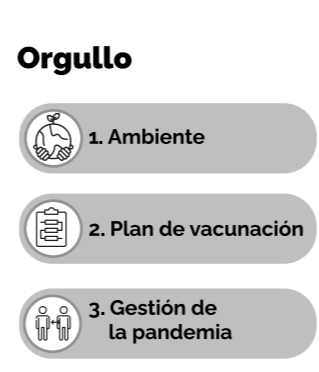 Orgullo
1. Ambiente
2. Plan de vacunación
3. Gestión de
la pandemia